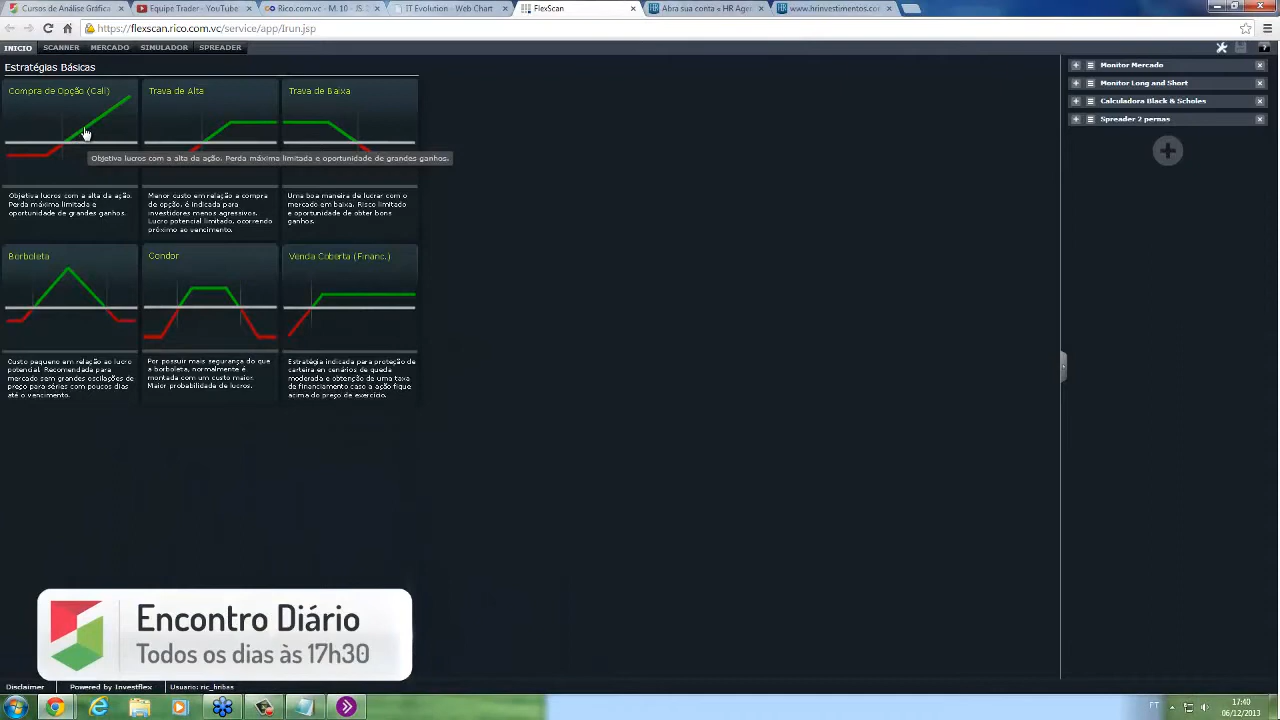 Cursos de Análise Gráfica
Equipe Trader - YouTube
Rico.com.vc - M. 10 - JS
IT Evolution - Web Chart
FlexScan
Abra sua conta « HR Agen
www.hrinvestimentos.co
https://flexscan.rico.com.vc/service/app/Irun.jsp
INICIO SCANNER MERCADO SIMULADOR SPREADER
Estratégias Básicas
Compra de Opção (Call)
Trava de Alta
Trava de Baixa
Objetiva lucros com a alta da ação. Perda máxima limitada e oportunidade de grandes ganhos.
Objetiva lucros com a alta da ação.
Perda máxima limitada e
oportunidade de grandes ganhos.
Menor custo em relação a compra
de opção, é indicada para
investidores menos agressivos.
Lucro potencial limitado, ocorrendo
próximo ao vencimento.
Uma boa maneira de lucrar com o
mercado em baixa. Risco limitado
e oportunidade de obter bons
ganhos.
Borboleta
Condor
Venda Coberta (Financ.)
Custo pequeno em relação ao lucro
potencial. Recomendada para
mercado sem grandes oscilações de
preço para séries com poucos dias
até o vencimento.
Por possuir mais segurança do que
a borboleta, normalmente é
montada com um custo maior.
Maior probabilidade de lucros.
Estratégia indicada para proteção de
carteira em cenários de queda
moderada e obtenção de uma taxa
de financiamento caso a ação fique
acima do preço de exercício.
Monitor Mercado
Monitor Long and Short
Calculadora Black & Scholes
Spreader 2 pernas
Encontro Diário
Todos os dias às 17h30
Disclaimer
Powered by Investflex
Usuario: ric_hribas
PT
17:40
06/12/2013